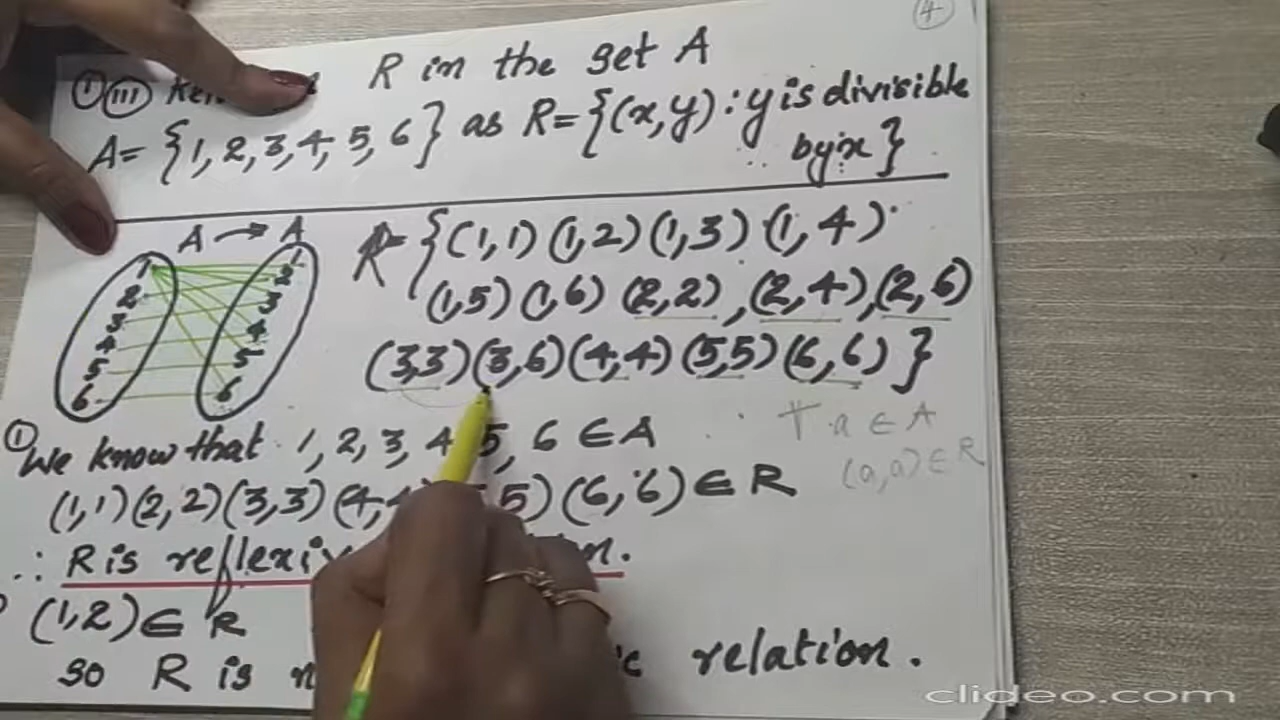 4
① (III) R in the set A
A = {1, 2, 3, 4, 5, 6} as R = {(x, y) : y is divisible
by x}
A → A
R = {(1,1) (1,2) (1,3) (1,4)
(1,5) (1,6) (2,2), (2,4), (2,6)
(3,3) (3,6) (4,4) (5,5) (6,6)}
1 1
2 2
3 3
4 4
5 5
6 6
① We know that 1, 2, 3, 4, 5, 6 ∈ A
∀ a ∈ A
(a, a) ∈ R
(1,1) (2,2) (3,3) (4,4 5) (6,6) ∈ R
∴ R is
(1,2) ∈ R
so R is relation.
clideo.com